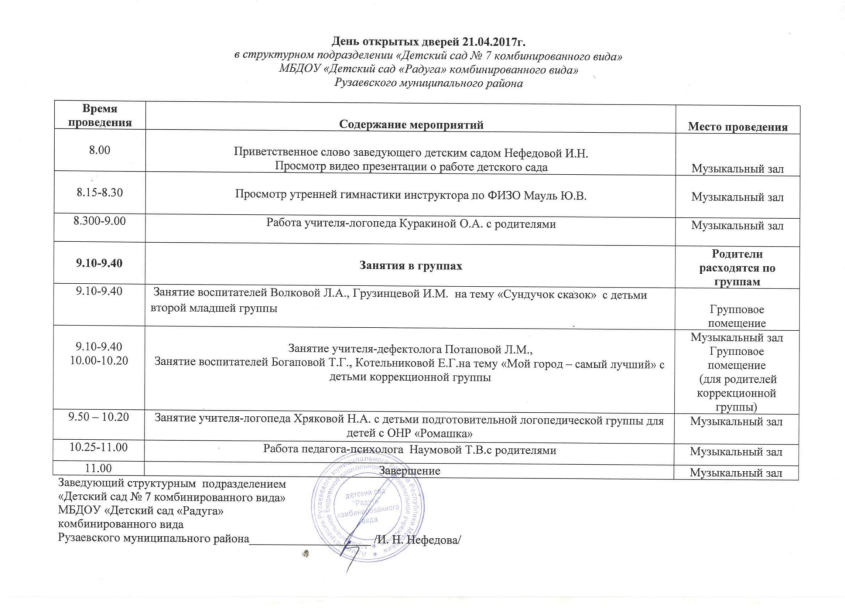 День открытых дверей 21.04.2017г.
в структурном подразделении «Детский сад № 7 комбинированного вида»
МБДОУ «Детский сад «Радуга» комбинированного вида»
Рузаевского муниципального района
Время проведения
Содержание мероприятий
Место проведения
8.00
Приветственное слово заведующего детским садом Нефедовой И.Н.
Просмотр видео презентации о работе детского сада
Музыкальный зал
8.15-8.30
Просмотр утренней гимнастики инструктора по ФИЗО Мауль Ю.В.
Музыкальный зал
8.300-9.00
Работа учителя-логопеда Куракиной О.А. с родителями
Музыкальный зал
9.10-9.40
Занятия в группах
Родители
расходятся по
группам
9.10-9.40
Занятие воспитателей Волковой Л.А., Грузинцевой И.М. на тему «Сундучок сказок» с детьми
второй младшей группы
Групповое
помещение
9.10-9.40
10.00-10.20
Занятие учителя-дефектолога Потаповой Л.М.,
Занятие воспитателей Богаповой Т.Г., Котельниковой Е.Г.на тему «Мой город – самый лучший» с
детьми коррекционной группы
Музыкальный зал
Групповое
помещение
(для родителей
коррекционной
группы)
9.50 – 10.20
Занятие учителя-логопеда Хряковой Н.А. с детьми подготовительной логопедической группы для
детей с ОНР «Ромашка»
Музыкальный зал
10.25-11.00
Работа педагога-психолога Наумовой Т.В.с родителями
Музыкальный зал
11.00
Завершение
Музыкальный зал
Заведующий структурным подразделением
«Детский сад № 7 комбинированного вида»
МБДОУ «Детский сад «Радуга»
комбинированного вида
Рузаевского муниципального района /И. Н. Нефедова/
детский сад
"Радуга"
комбинированного
вида